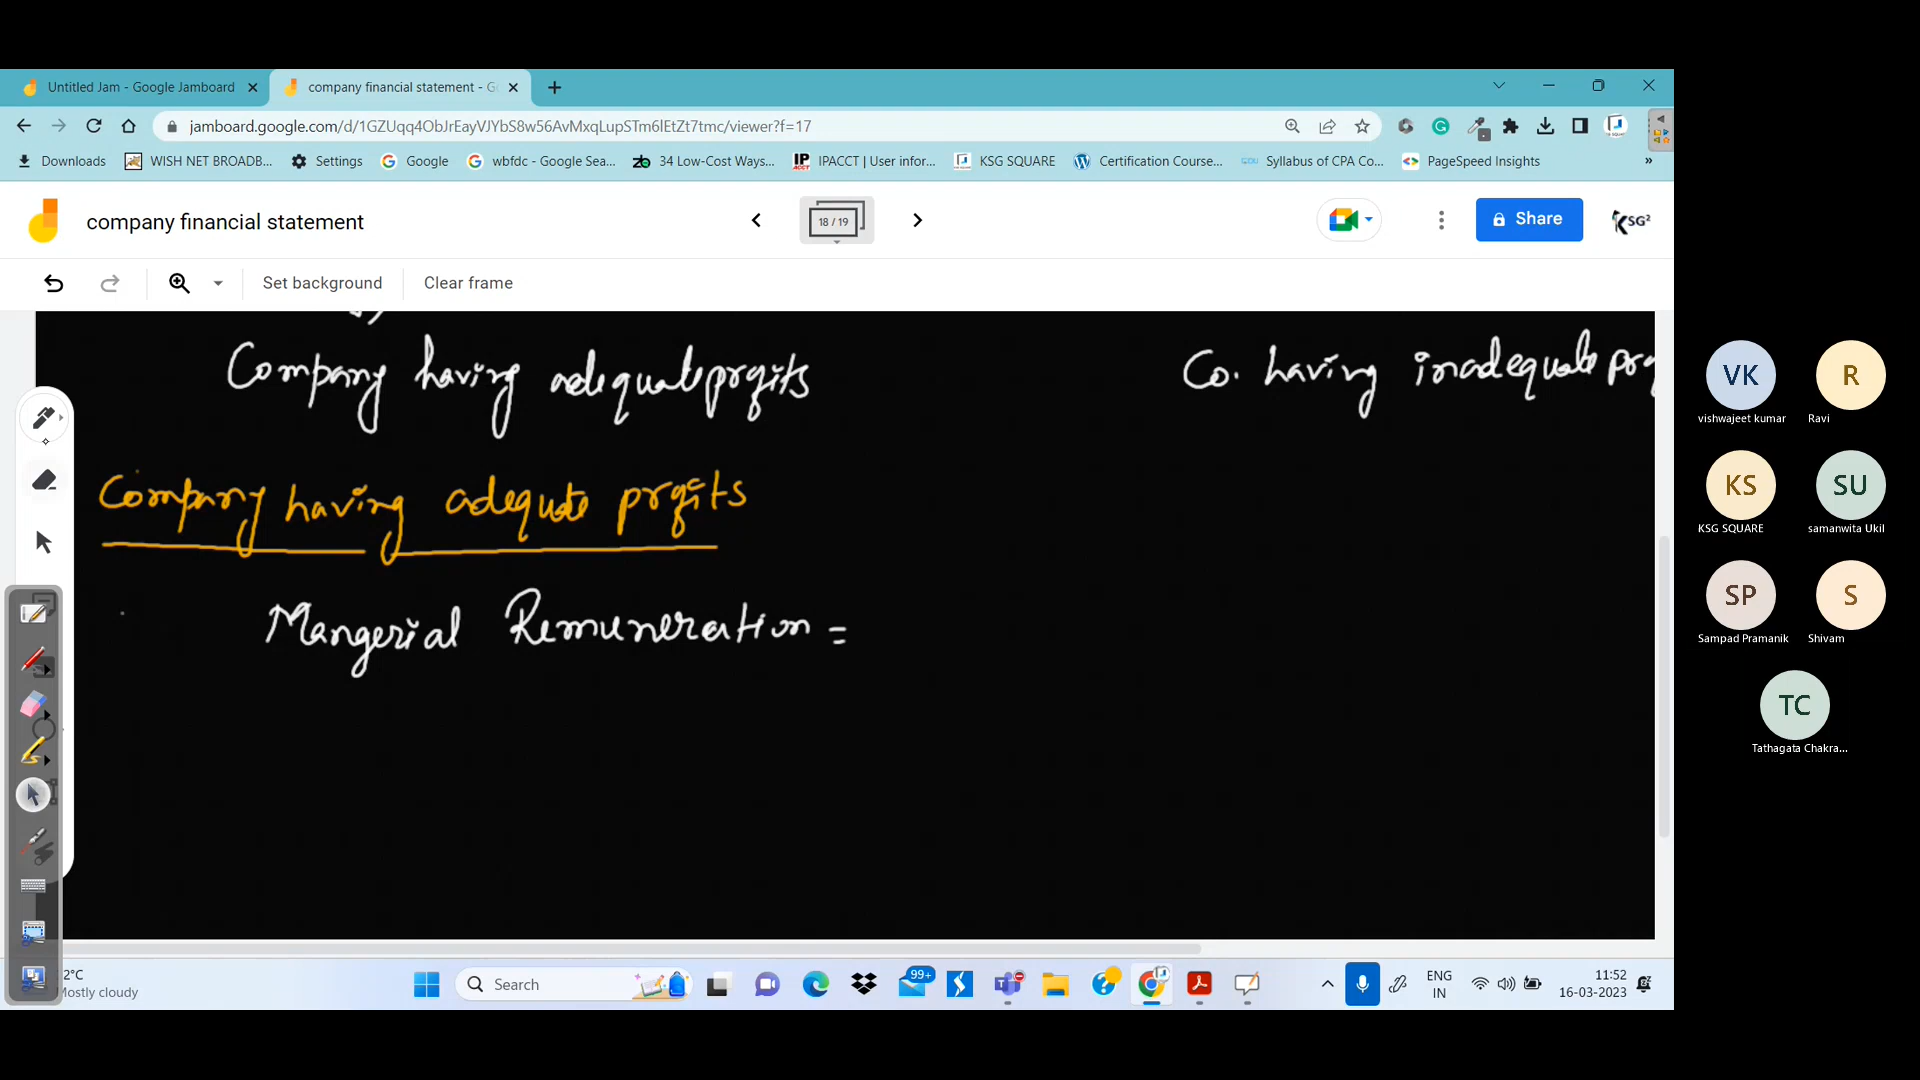 Untitled Jam - Google Jamboard
company financial statement - G
jamboard.google.com/d/1GZUqq4ObJrEayVJYbS8w56AvMxqLupSTm6lEtZt7tmc/viewer?f=17
Downloads WISH NET BROADB... Settings Google wbfdc - Google Sea... 34 Low-Cost Ways... IPACCT | User infor... KSG SQUARE Certification Course... Syllabus of CPA Co... PageSpeed Insights »
company financial statement
18 / 19
Share
KSG²
Set background
Clear frame
Company having adequate profits
Co. having inadequate pro
Company having adequte profits
Mangerial Remuneration =
VK
vishwajeet kumar
R
Ravi
KS
KSG SQUARE
SU
samanwita Ukil
SP
Sampad Pramanik
S
Shivam
TC
Tathagata Chakra...
2°C
Mostly cloudy
Search
99+
ENG
IN
11:52
16-03-2023